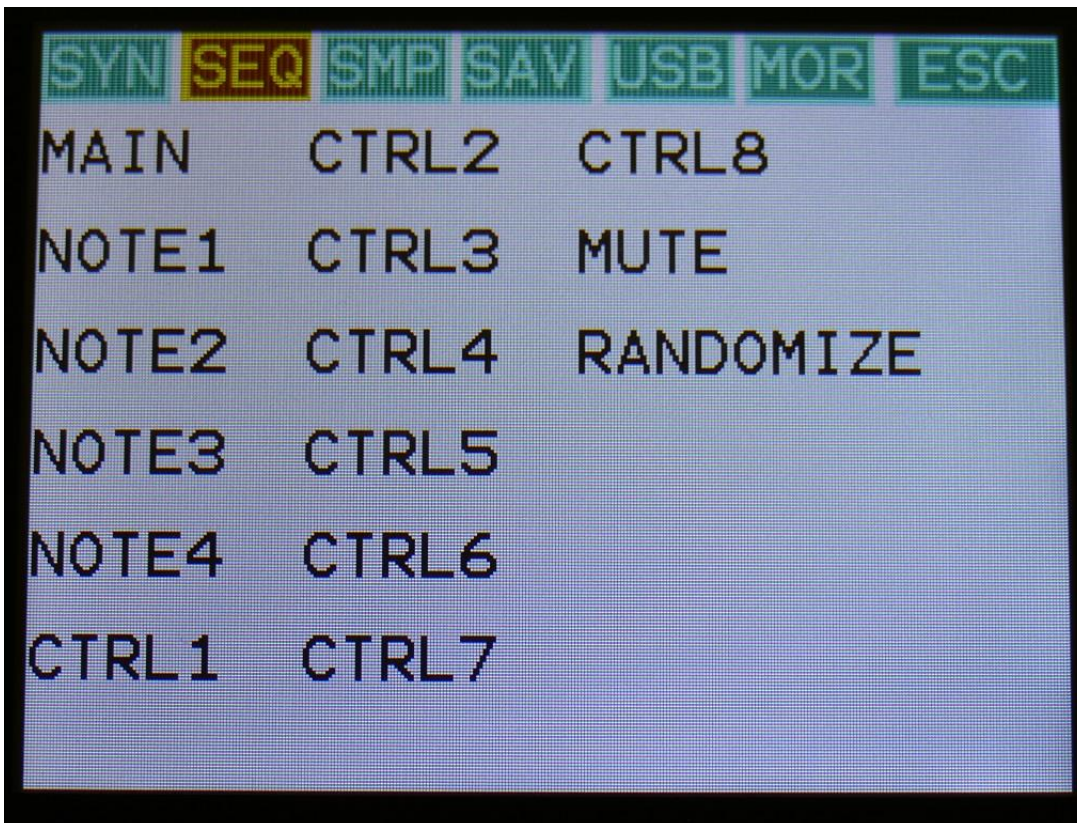 SYN SEQ SMP SAV USB MOR ESC
MAIN CTRL2 CTRL8
NOTE1 CTRL3 MUTE
NOTE2 CTRL4 RANDOMIZE
NOTE3 CTRL5
NOTE4 CTRL6
CTRL1 CTRL7